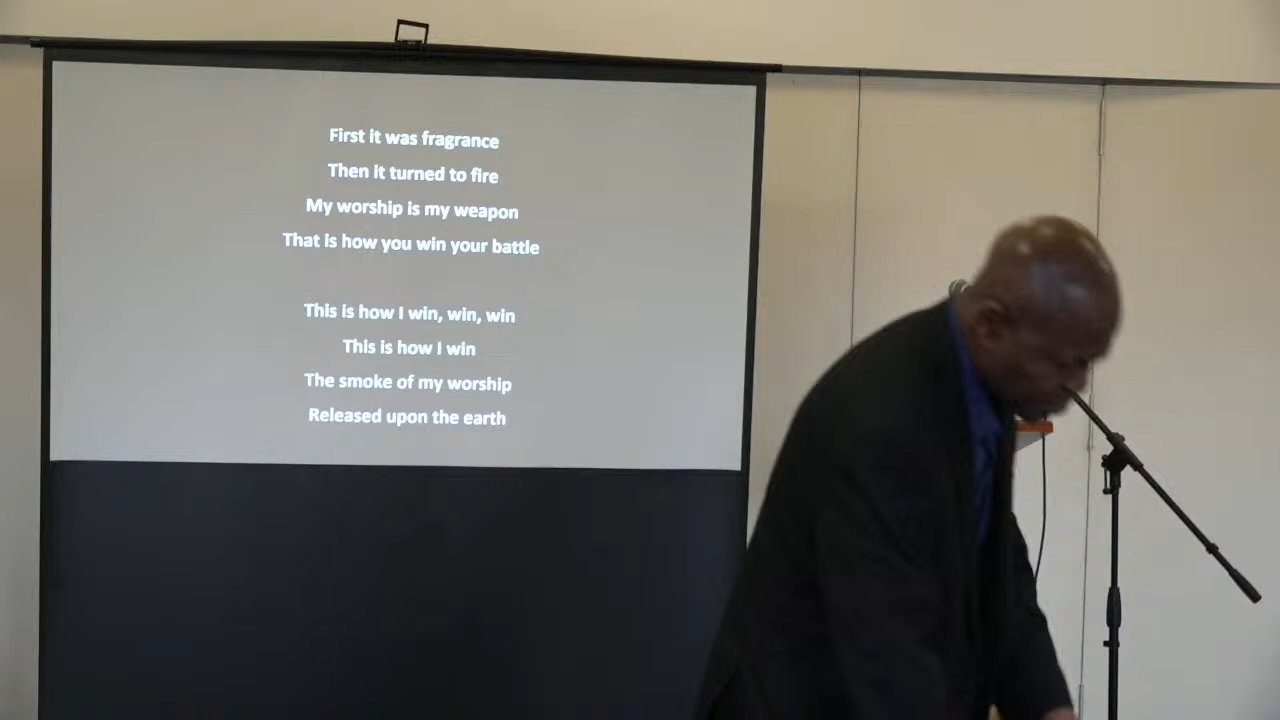 First it was fragrance
Then it turned to fire
My worship is my weapon
That is how you win your battle
This is how I win, win, win
This is how I win
The smoke of my worship
Released upon the earth